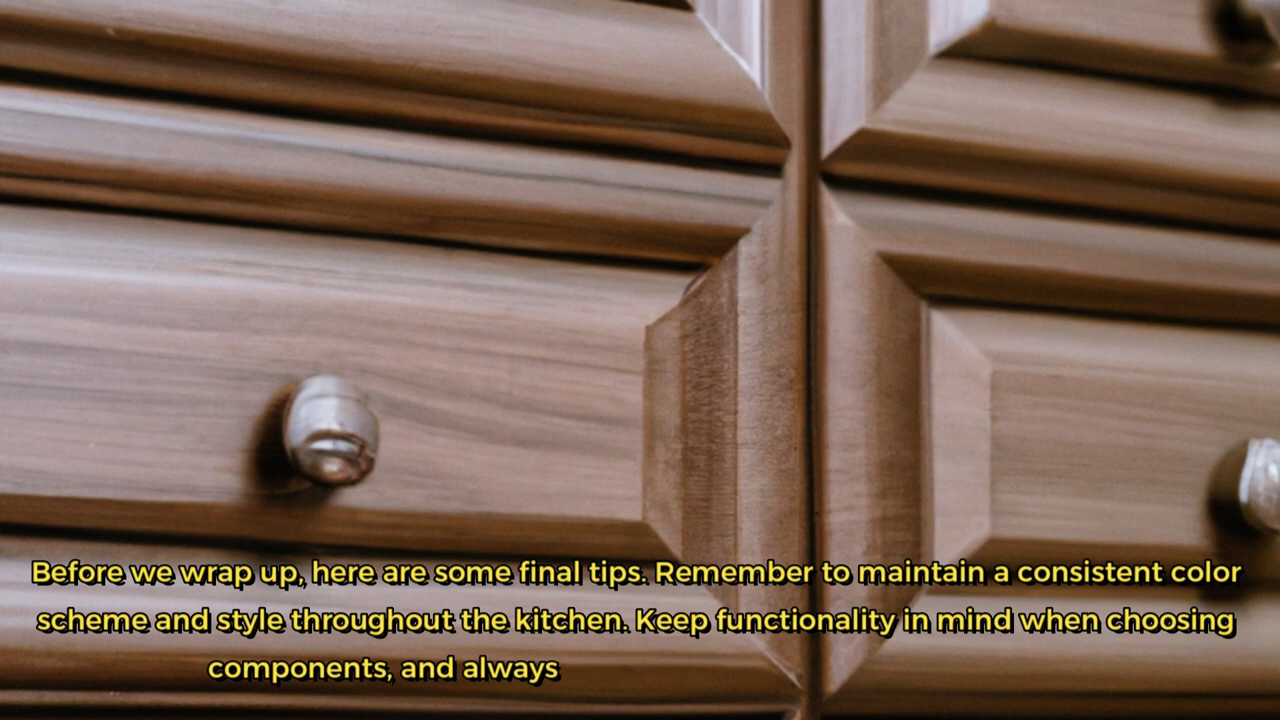 Before we wrap up, here are some final tips. Remember to maintain a consistent color
scheme and style throughout the kitchen. Keep functionality in mind when choosing
components, and always